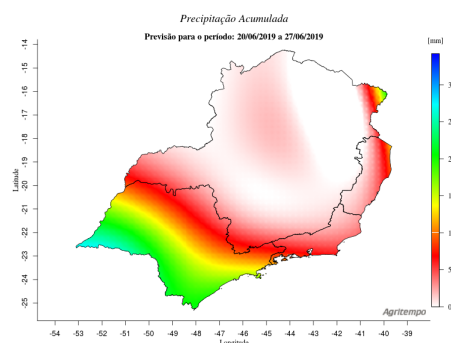 Precipitação Acumulada
Previsão para o período: 20/06/2019 a 27/06/2019
[mm]
-14
-16
-17
-18
-19
-20
-21
-22
-23
-24
-25
Latitude
5
0
Agritempo
-54 -53 -52 -51 -50 -49 -48 -47 -46 -45 -44 -43 -42 -41 -40 -39
Longitude